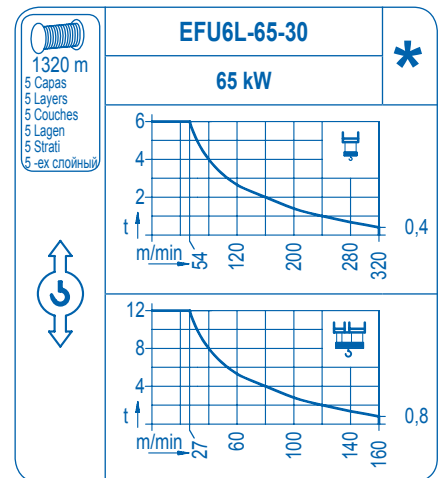 1320 m
5 Capas
5 Layers
5 Couches
5 Lagen
5 Strati
5 -ех слойный
EFU6L-65-30
*
65 kW
6
4
2
t
m/min
54
120
200
280
320
0,4
12
8
4
t
m/min
27
60
100
140
160
0,8